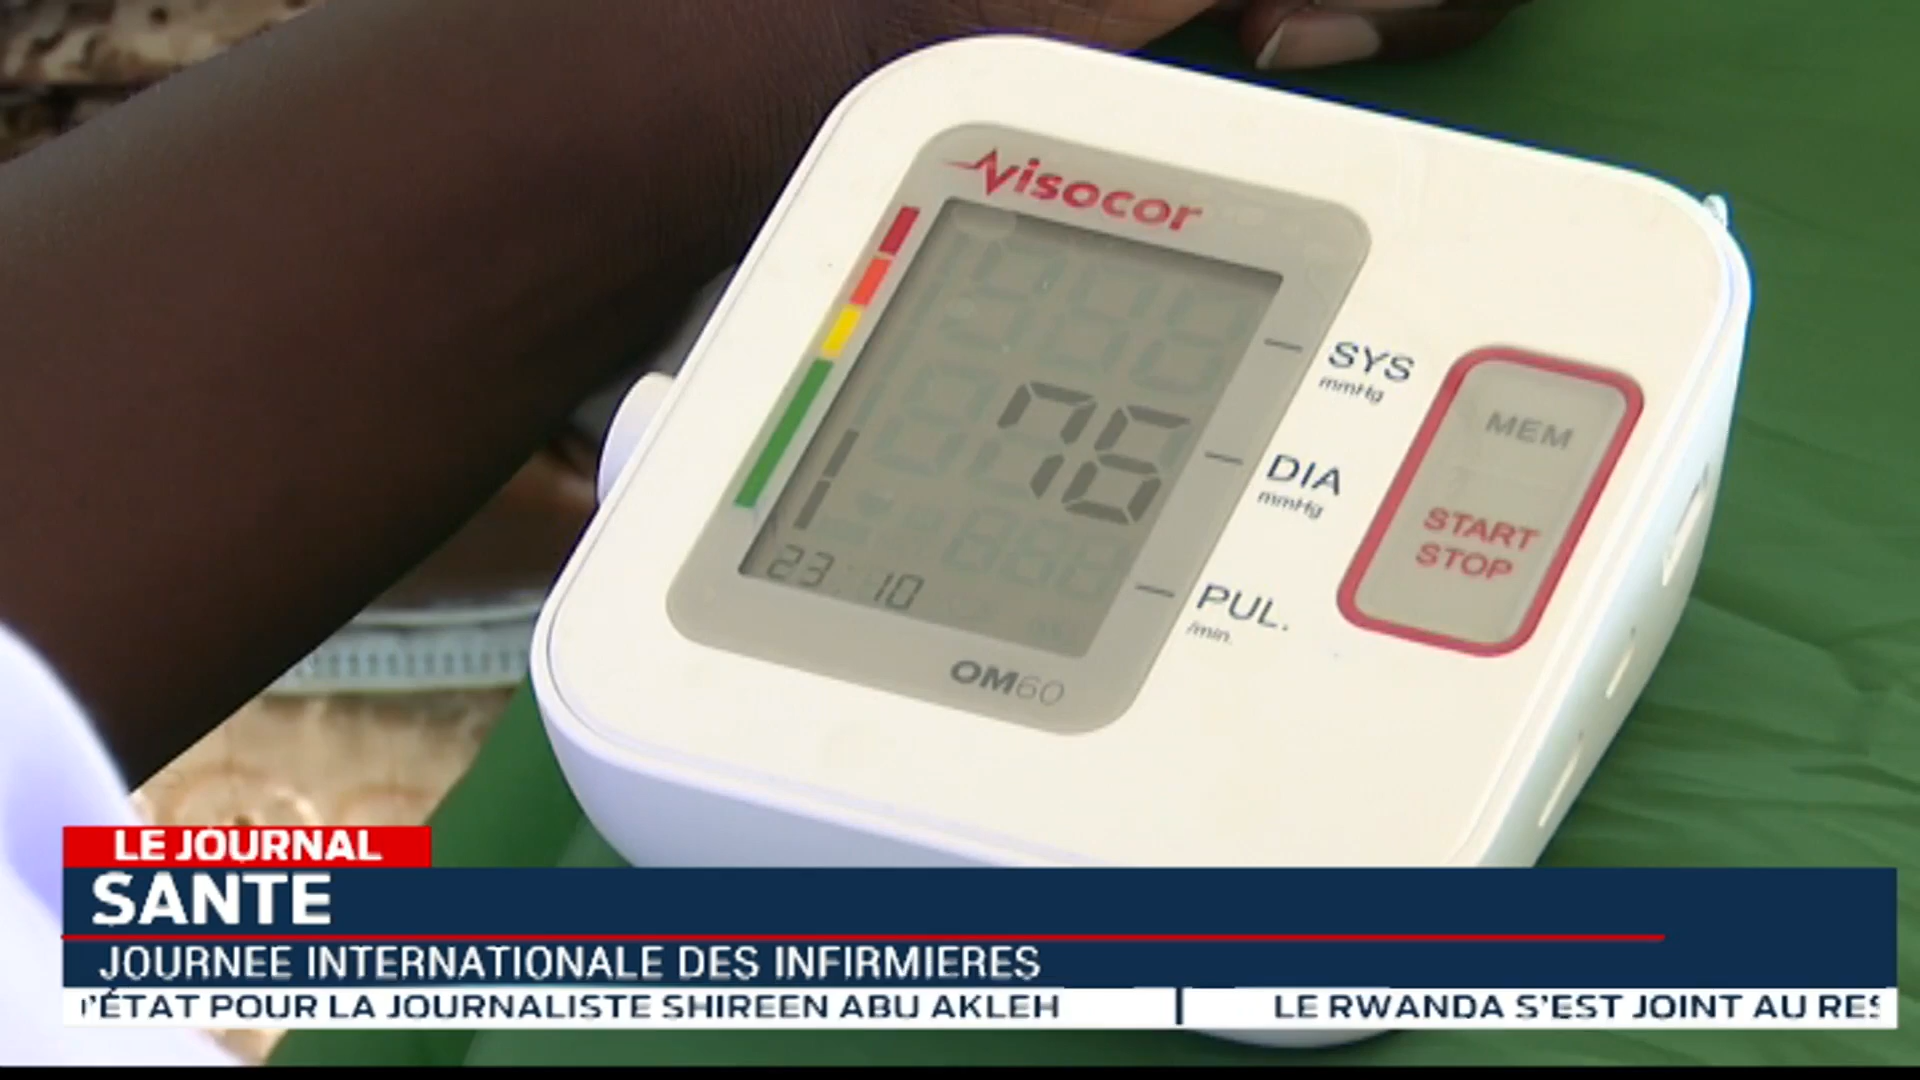 visocor
SYS
mmHg
76
DIA
mmHg
MEM
START
STOP
23 10
PUL.
/min.
OM60
LE JOURNAL
SANTE
JOURNEE INTERNATIONALE DES INFIRMIERES
'ÉTAT POUR LA JOURNALISTE SHIREEN ABU AKLEH | LE RWANDA S'EST JOINT AU